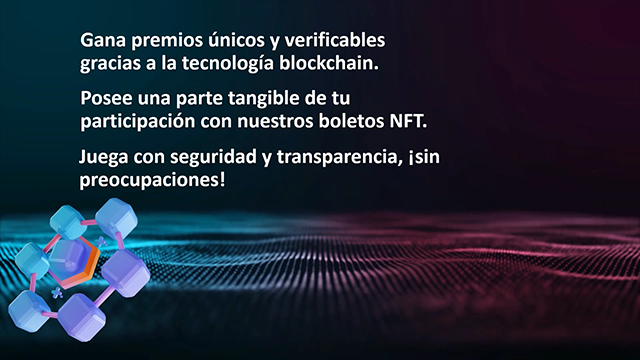 Gana premios únicos y verificables
gracias a la tecnología blockchain.
Posee una parte tangible de tu
participación con nuestros boletos NFT.
Juega con seguridad y transparencia, ¡sin
preocupaciones!